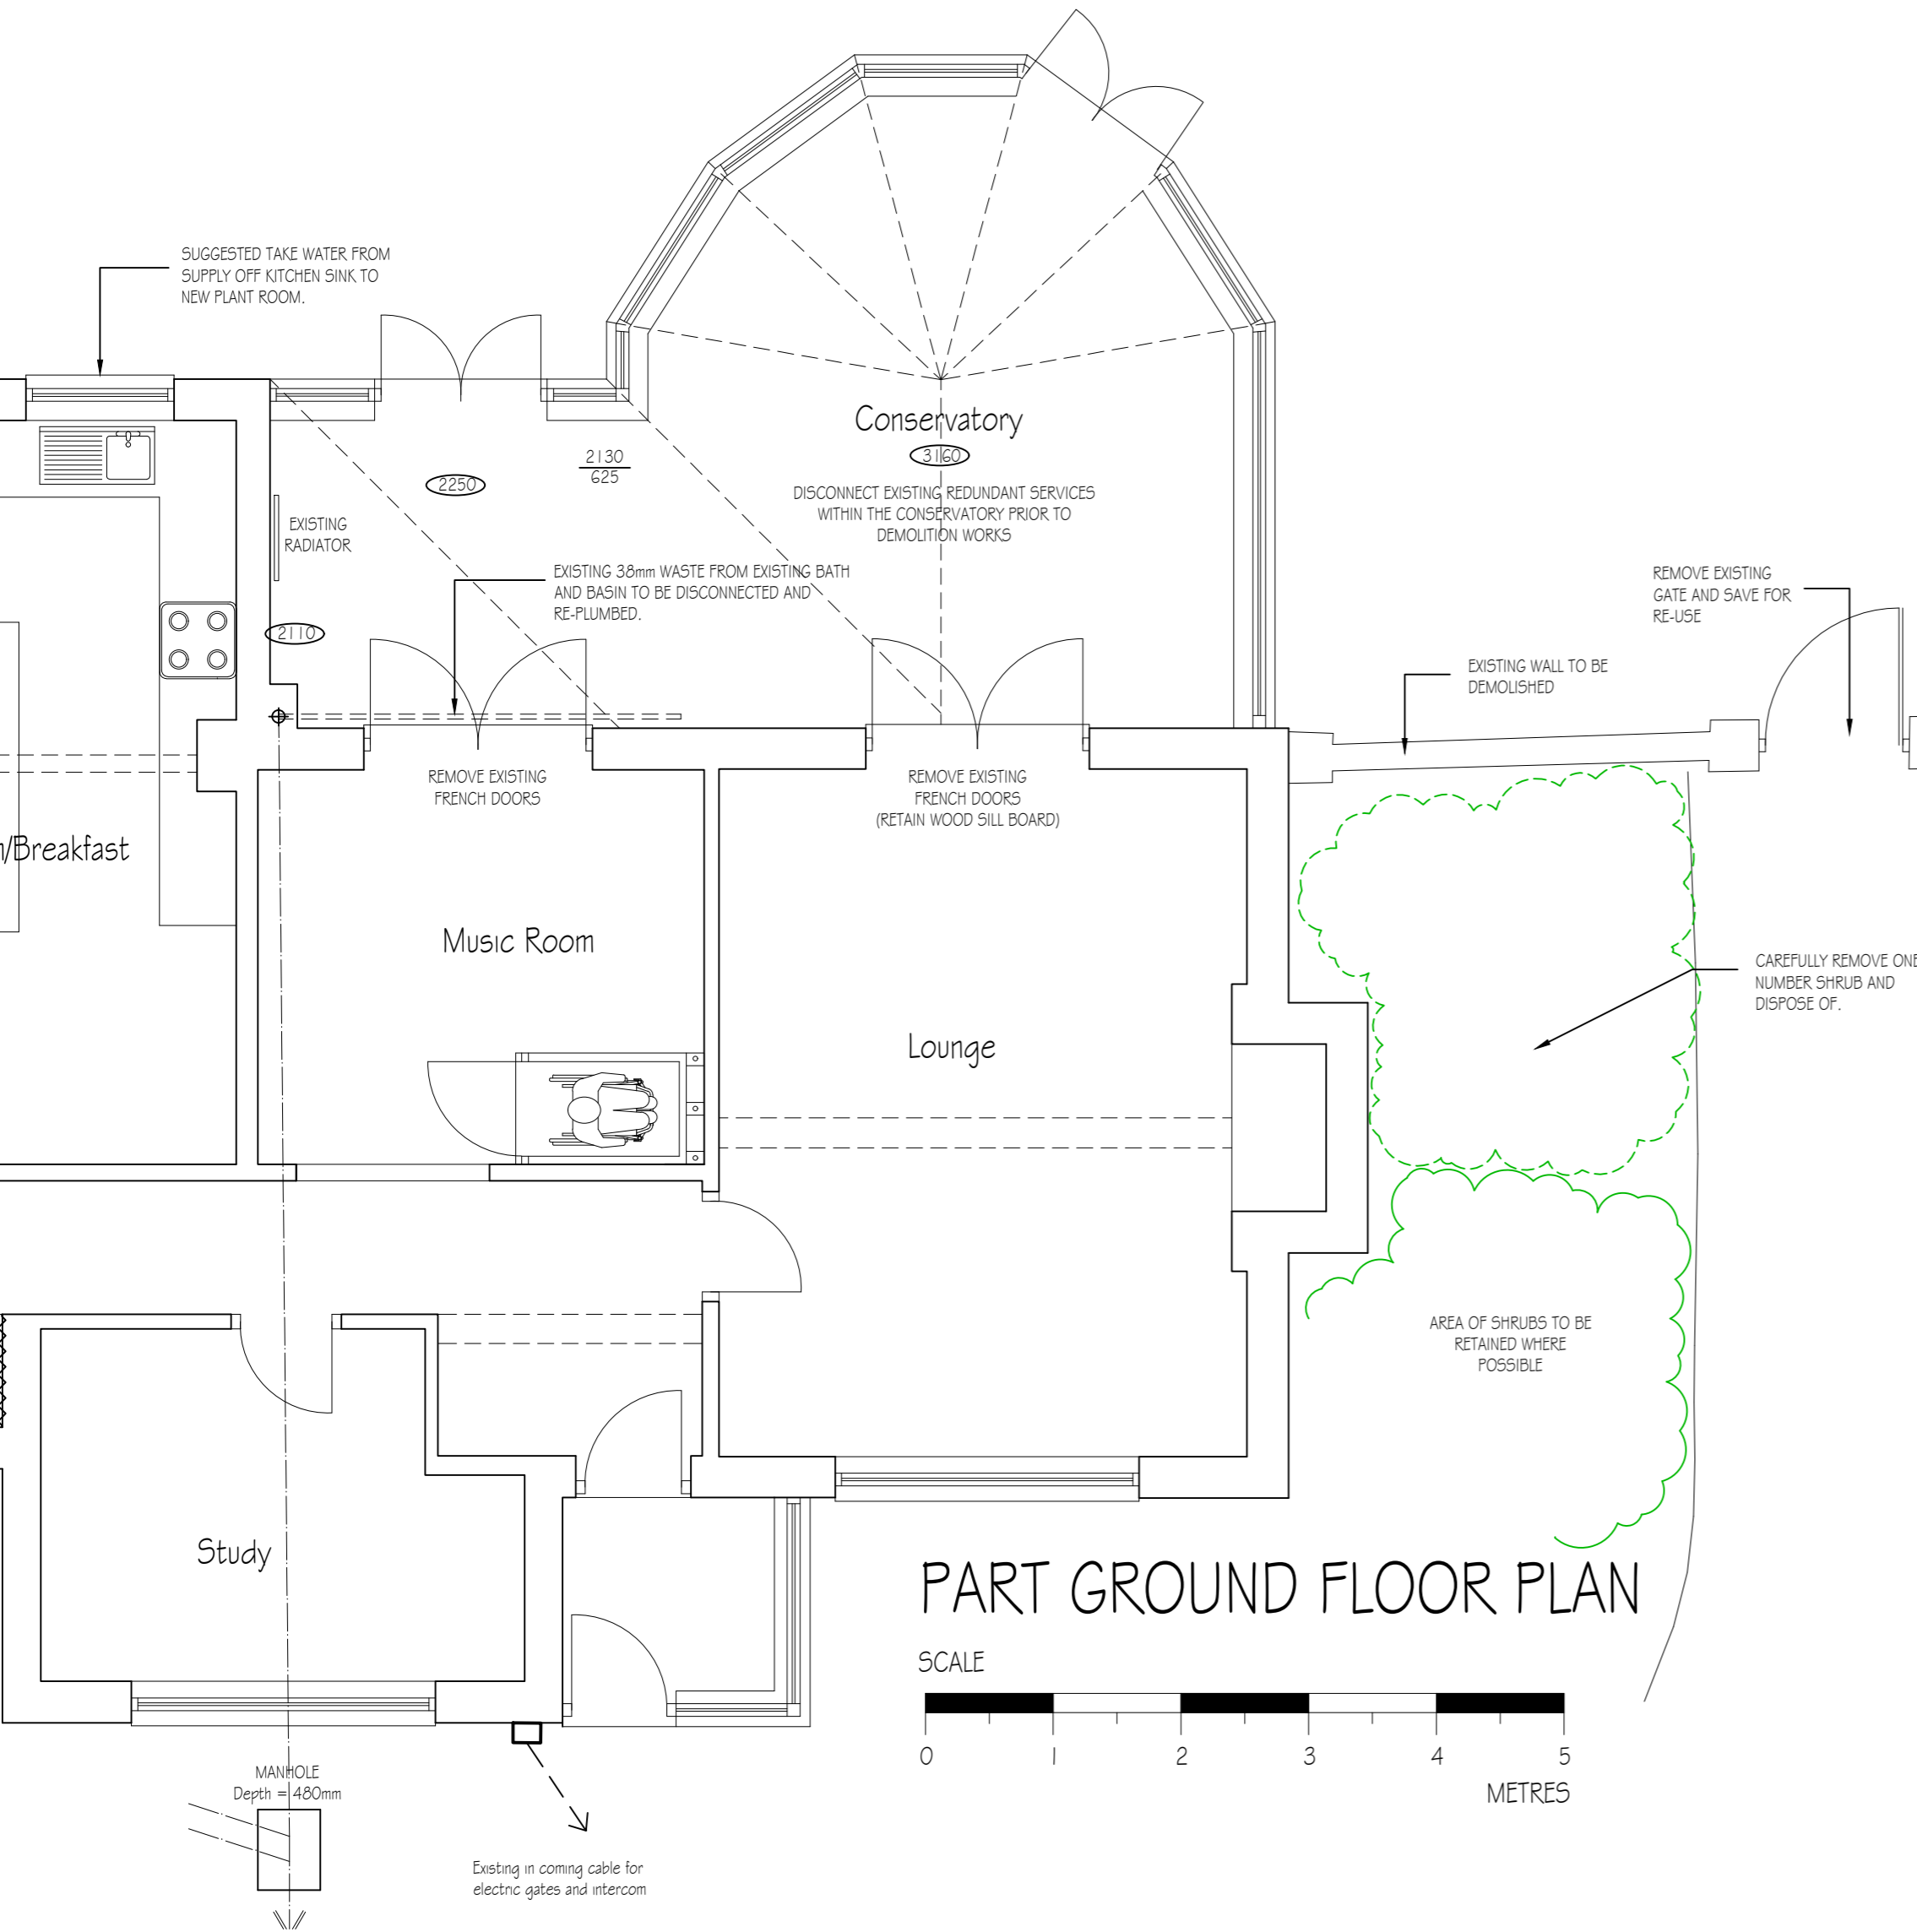 SUGGESTED TAKE WATER FROM
SUPPLY OFF KITCHEN SINK TO
NEW PLANT ROOM.
Conservatory
3160
2130
625
2250
DISCONNECT EXISTING REDUNDANT SERVICES
WITHIN THE CONSERVATORY PRIOR TO
DEMOLITION WORKS
EXISTING
RADIATOR
EXISTING 38mm WASTE FROM EXISTING BATH
AND BASIN TO BE DISCONNECTED AND
RE-PLUMBED.
2110
REMOVE EXISTING
GATE AND SAVE FOR
RE-USE
EXISTING WALL TO BE
DEMOLISHED
REMOVE EXISTING
FRENCH DOORS
REMOVE EXISTING
FRENCH DOORS
(RETAIN WOOD SILL BOARD)
/Breakfast
Music Room
CAREFULLY REMOVE ONE
NUMBER SHRUB AND
DISPOSE OF.
Lounge
AREA OF SHRUBS TO BE
RETAINED WHERE
POSSIBLE
Study
PART GROUND FLOOR PLAN
SCALE
0 1 2 3 4 5
METRES
MANHOLE
Depth = 480mm
Existing in coming cable for
electric gates and intercom